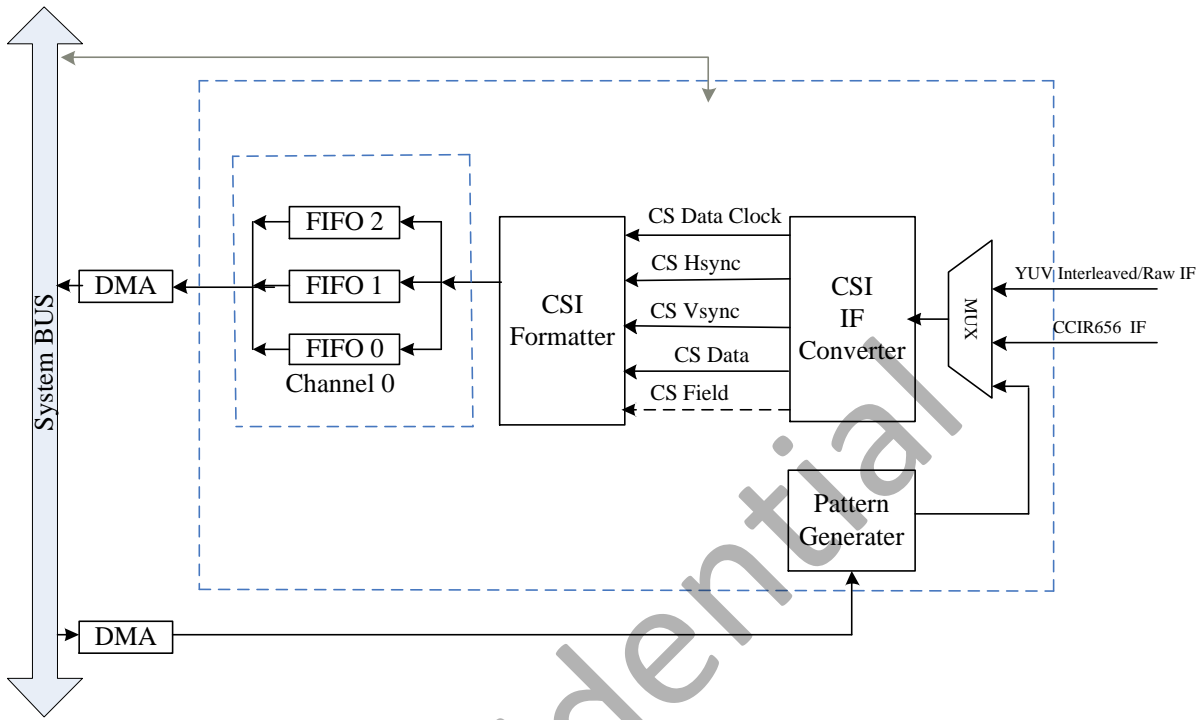 FIFO 2
FIFO 1
FIFO 0
Channel 0
DMA
System BUS
CSI
Formatter
CS Data Clock
CS Hsync
CS Vsync
CS Data
CS Field
CSI
IF
Converter
MUX
YUV Interleaved/Raw IF
CCIR656 IF
Pattern
Generater
DMA
idential